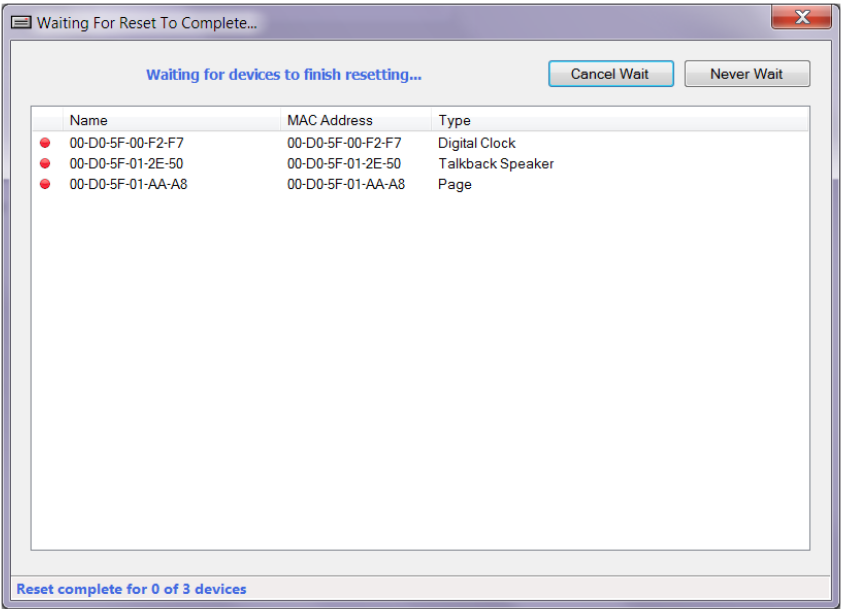 Waiting For Reset To Complete...
Waiting for devices to finish resetting... Cancel Wait Never Wait
Name MAC Address Type
00-D0-5F-00-F2-F7 00-D0-5F-00-F2-F7 Digital Clock
00-D0-5F-01-2E-50 00-D0-5F-01-2E-50 Talkback Speaker
00-D0-5F-01-AA-A8 00-D0-5F-01-AA-A8 Page
Reset complete for 0 of 3 devices